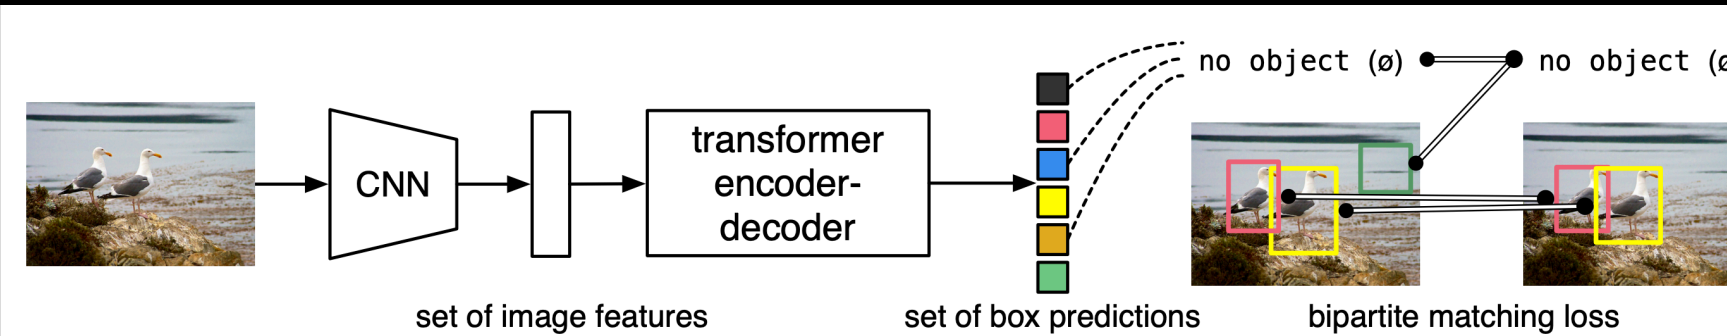 no object (ø)
no object (ø
CNN
transformer
encoder-
decoder
set of image features
set of box predictions
bipartite matching loss